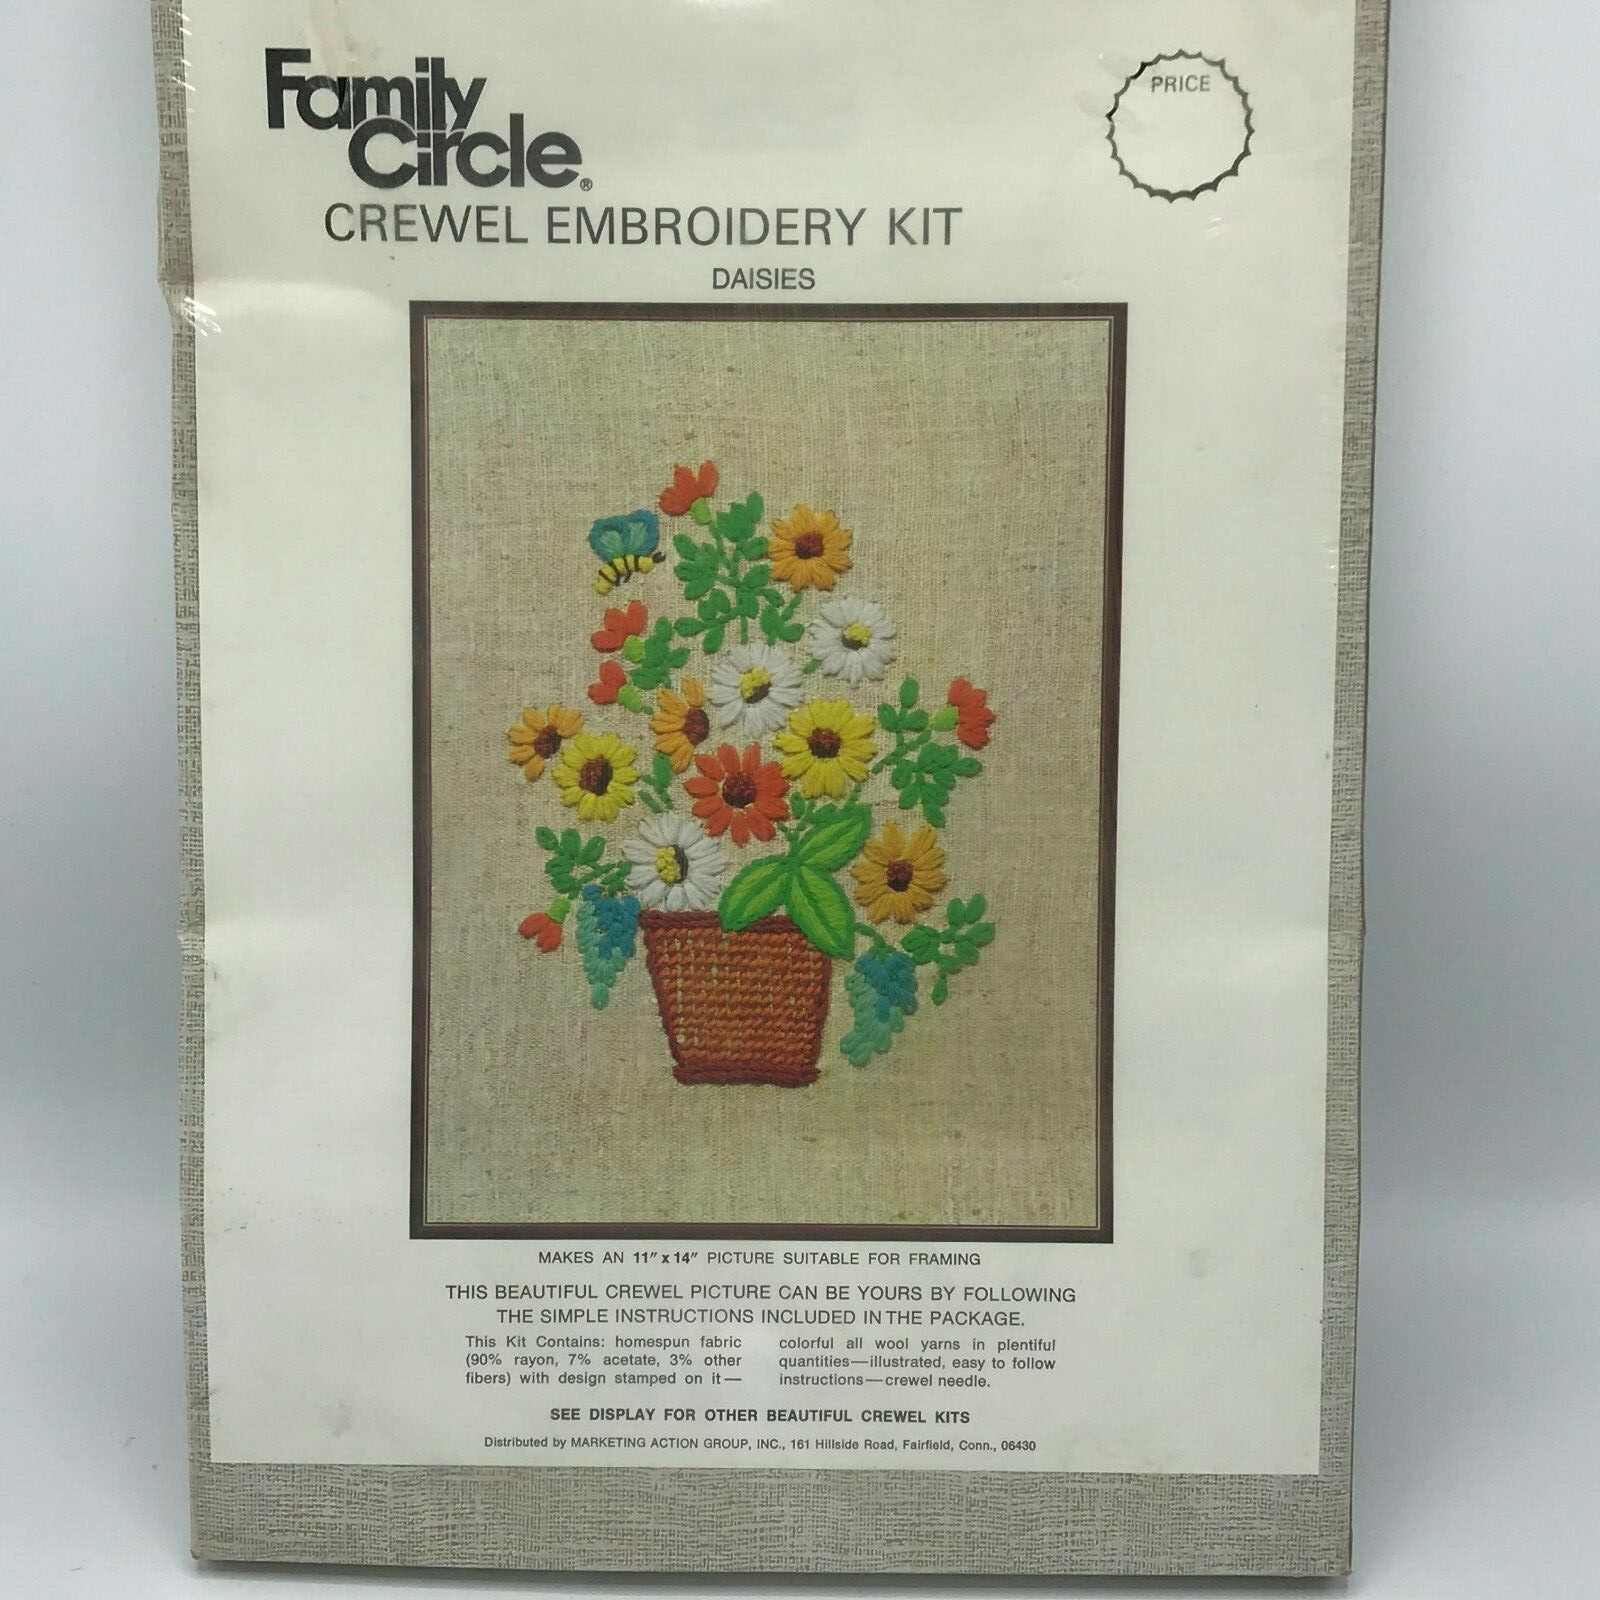 Family
Circle®
PRICE
CREWEL EMBROIDERY KIT
DAISIES
MAKES AN 11" x 14" PICTURE SUITABLE FOR FRAMING
THIS BEAUTIFUL CREWEL PICTURE CAN BE YOURS BY FOLLOWING
THE SIMPLE INSTRUCTIONS INCLUDED IN THE PACKAGE.
This Kit Contains: homespun fabric
(90% rayon, 7% acetate, 3% other
fibers) with design stamped on it—
colorful all wool yarns in plentiful
quantities—illustrated, easy to follow
instructions—crewel needle.
SEE DISPLAY FOR OTHER BEAUTIFUL CREWEL KITS
Distributed by MARKETING ACTION GROUP, INC., 161 Hillside Road, Fairfield, Conn., 06430